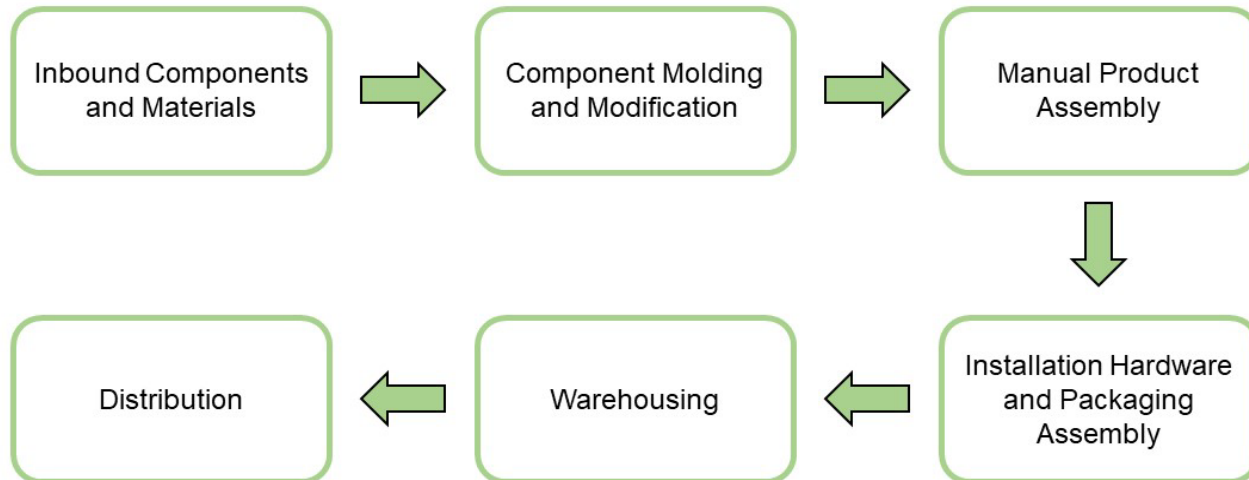 Inbound Components
and Materials
Component Molding
and Modification
Manual Product
Assembly
Installation Hardware
and Packaging
Assembly
Warehousing
Distribution